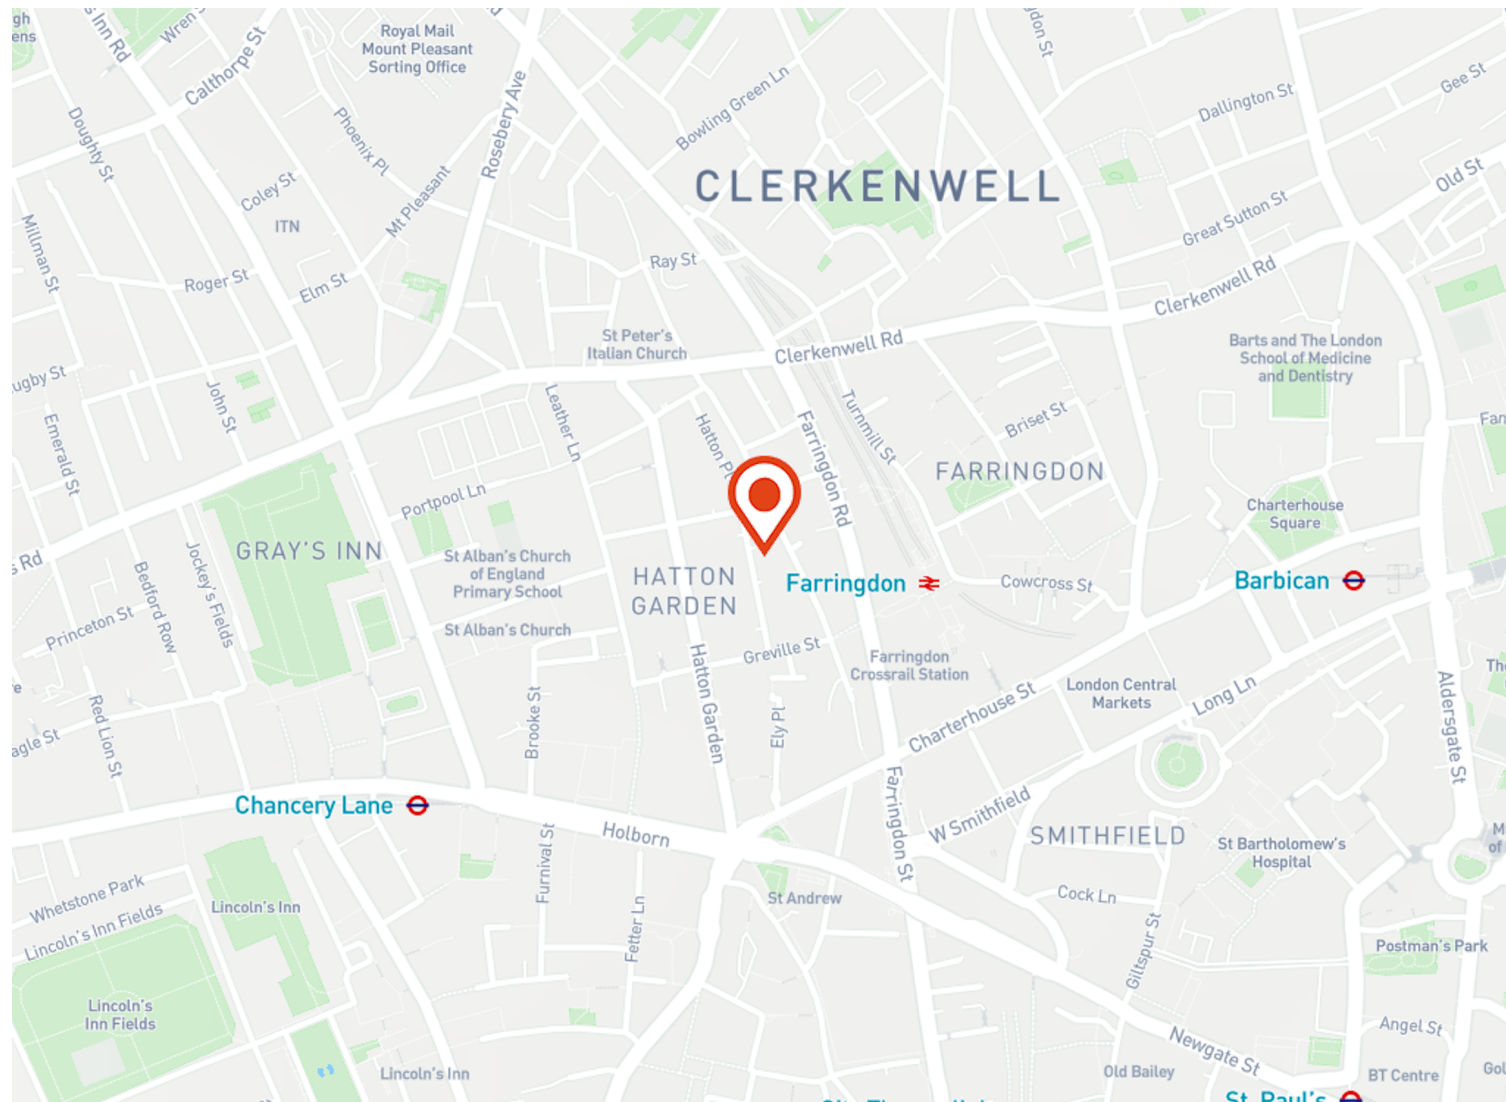 Inn Rd
Calthorpe St
Royal Mail
Mount Pleasant
Sorting Office
Rosebery Ave
Bowling Green Ln
Dallington St
Gee St
Doughty St
Phoenix Pl
CLERKENWELL
Old St
Coley St
Mt Pleasant
ITN
Great Sutton St
Millman St
Roger St
Elm St
Ray St
Clerkenwell Rd
St Peter's
Italian Church
Clerkenwell Rd
Barts and The London
School of Medicine
and Dentistry
John St
Leather Ln
Turnmill St
Emerald St
Hatton Pl
Farringdon Rd
Briset St
FARRINGDON
Portpool Ln
Charterhouse
Square
GRAY'S INN
St Alban's Church
of England
Primary School
HATTON
GARDEN
Farringdon
Cowcross St
Barbican
Jockey's Fields
Bedford Row
Princeton St
St Alban's Church
Greville St
Farringdon
Crossrail Station
London Central
Markets
Long Ln
Charterhouse St
Hatton Garden
Red Lion St
Brooke St
Ely Pl
Aldersgate St
Chancery Lane
Holborn
Farringdon St
W Smithfield
SMITHFIELD
St Bartholomew's
Hospital
Furnival St
Whetstone Park
Lincoln's Inn Fields
Lincoln's Inn
St Andrew
Cock Ln
Fetter Ln
Giltspur St
Postman's Park
Lincoln's
Inn Fields
Newgate St
Angel St
Lincoln's Inn
Old Bailey
BT Centre
St. Paul's